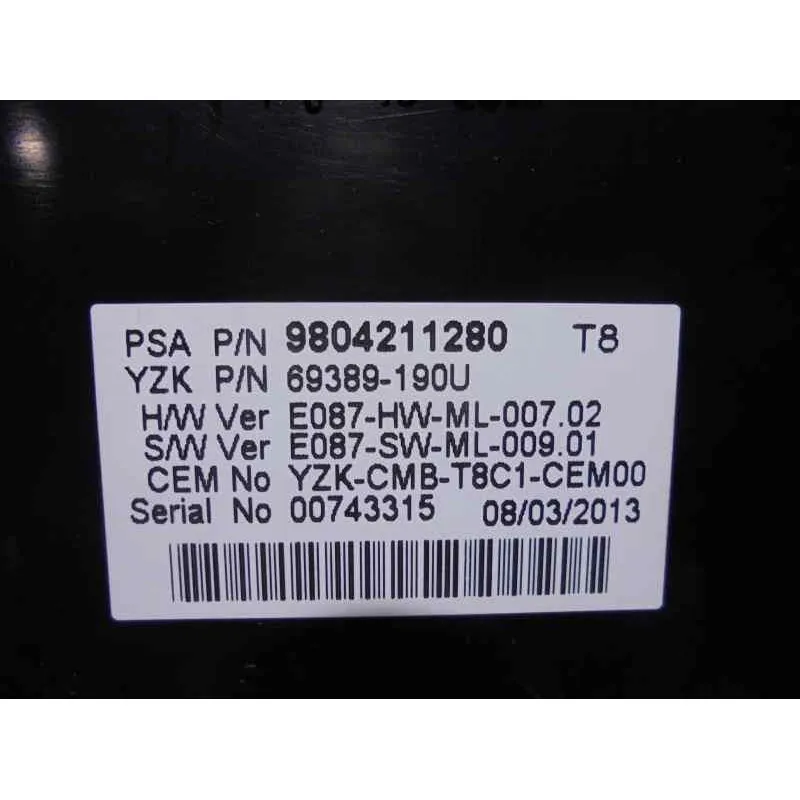 PSA P/N 9804211280 T8
YZK P/N 69389-190U
H/W Ver E087-HW-ML-007.02
S/W Ver E087-SW-ML-009.01
CEM No YZK-CMB-T8C1-CEM00
Serial No 00743315 08/03/2013